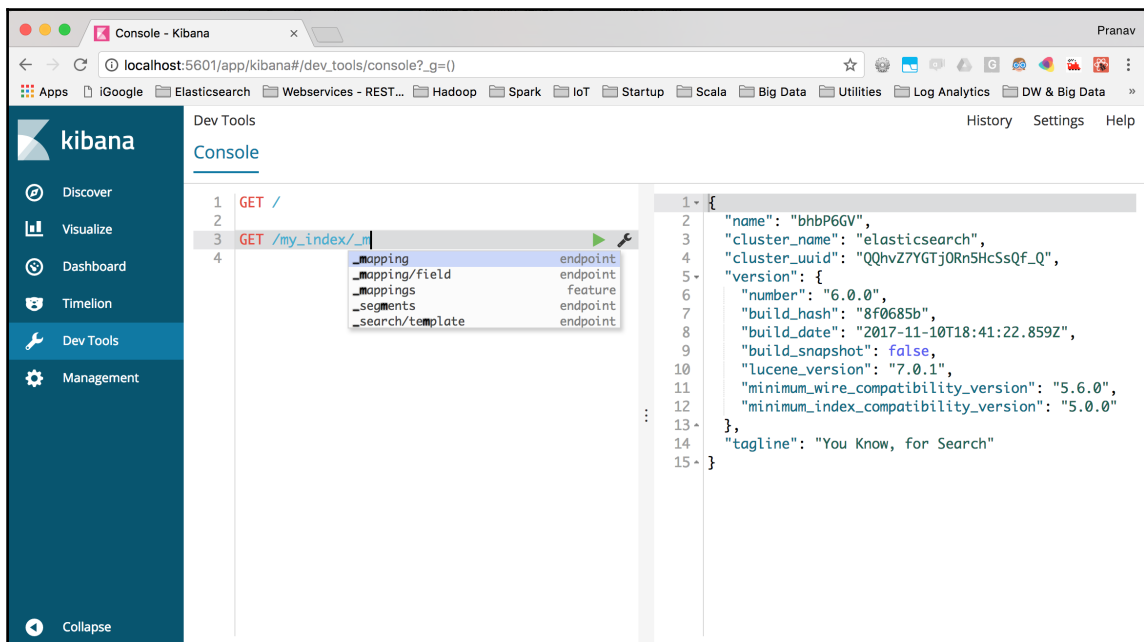 Console - Kibana
Pranav
localhost:5601/app/kibana#/dev_tools/console?_g=()
Apps iGoogle Elasticsearch Webservices - REST... Hadoop Spark IoT Startup Scala Big Data Utilities Log Analytics DW & Big Data »
kibana
Discover
Visualize
Dashboard
Timelion
Dev Tools
Management
Collapse
Dev Tools
History Settings Help
Console
1 GET /
2
3 GET /my_index/_m
4
_mapping endpoint
_mapping/field endpoint
_mappings feature
_segments endpoint
_search/template endpoint
1 {
2 "name": "bhbP6GV",
3 "cluster_name": "elasticsearch",
4 "cluster_uuid": "QQhvZ7YGTjORn5HcSsQf_Q",
5 "version": {
6 "number": "6.0.0",
7 "build_hash": "8f0685b",
8 "build_date": "2017-11-10T18:41:22.859Z",
9 "build_snapshot": false,
10 "lucene_version": "7.0.1",
11 "minimum_wire_compatibility_version": "5.6.0",
12 "minimum_index_compatibility_version": "5.0.0"
13 },
14 "tagline": "You Know, for Search"
15 }